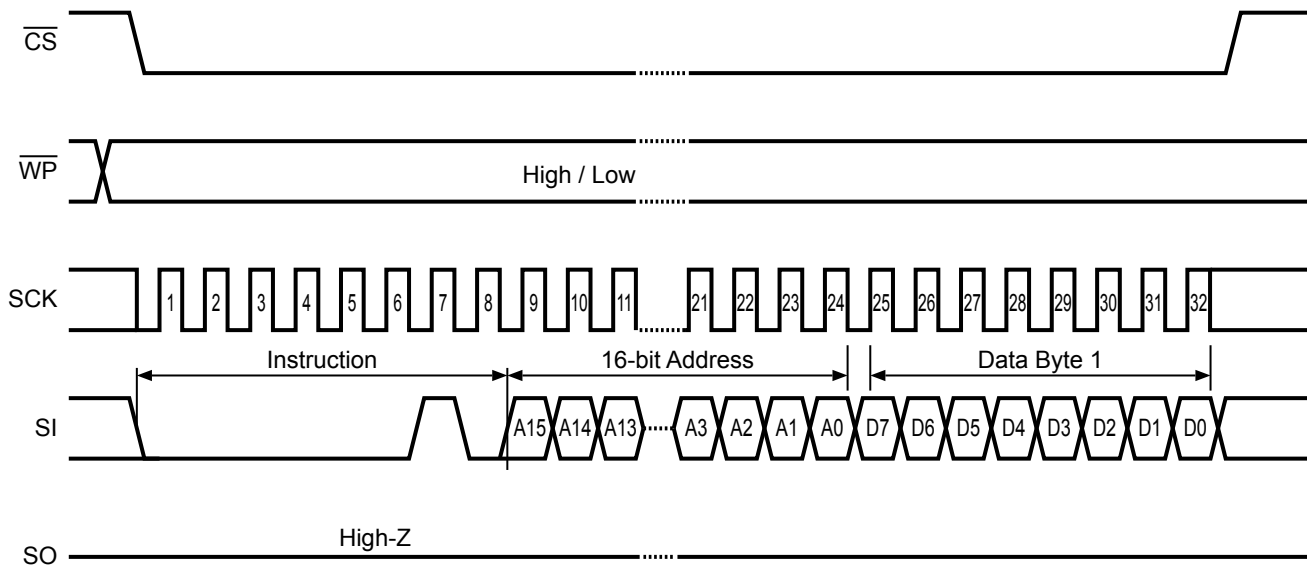 CS
WP
High / Low
SCK
1 2 3 4 5 6 7 8 9 10 11 21 22 23 24 25 26 27 28 29 30 31 32
Instruction 16-bit Address Data Byte 1
SI
A15 A14 A13 A3 A2 A1 A0 D7 D6 D5 D4 D3 D2 D1 D0
High-Z
SO